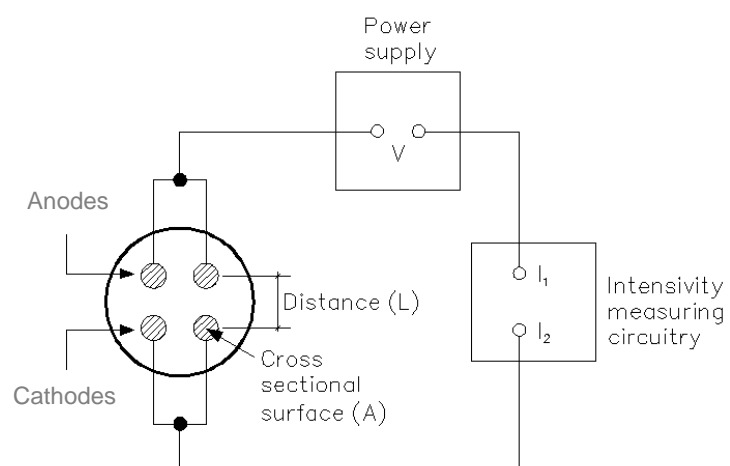 Power
supply
V
Anodes
I1
Distance (L)
Intensivity
measuring
circuitry
I2
Cross
sectional
surface (A)
Cathodes